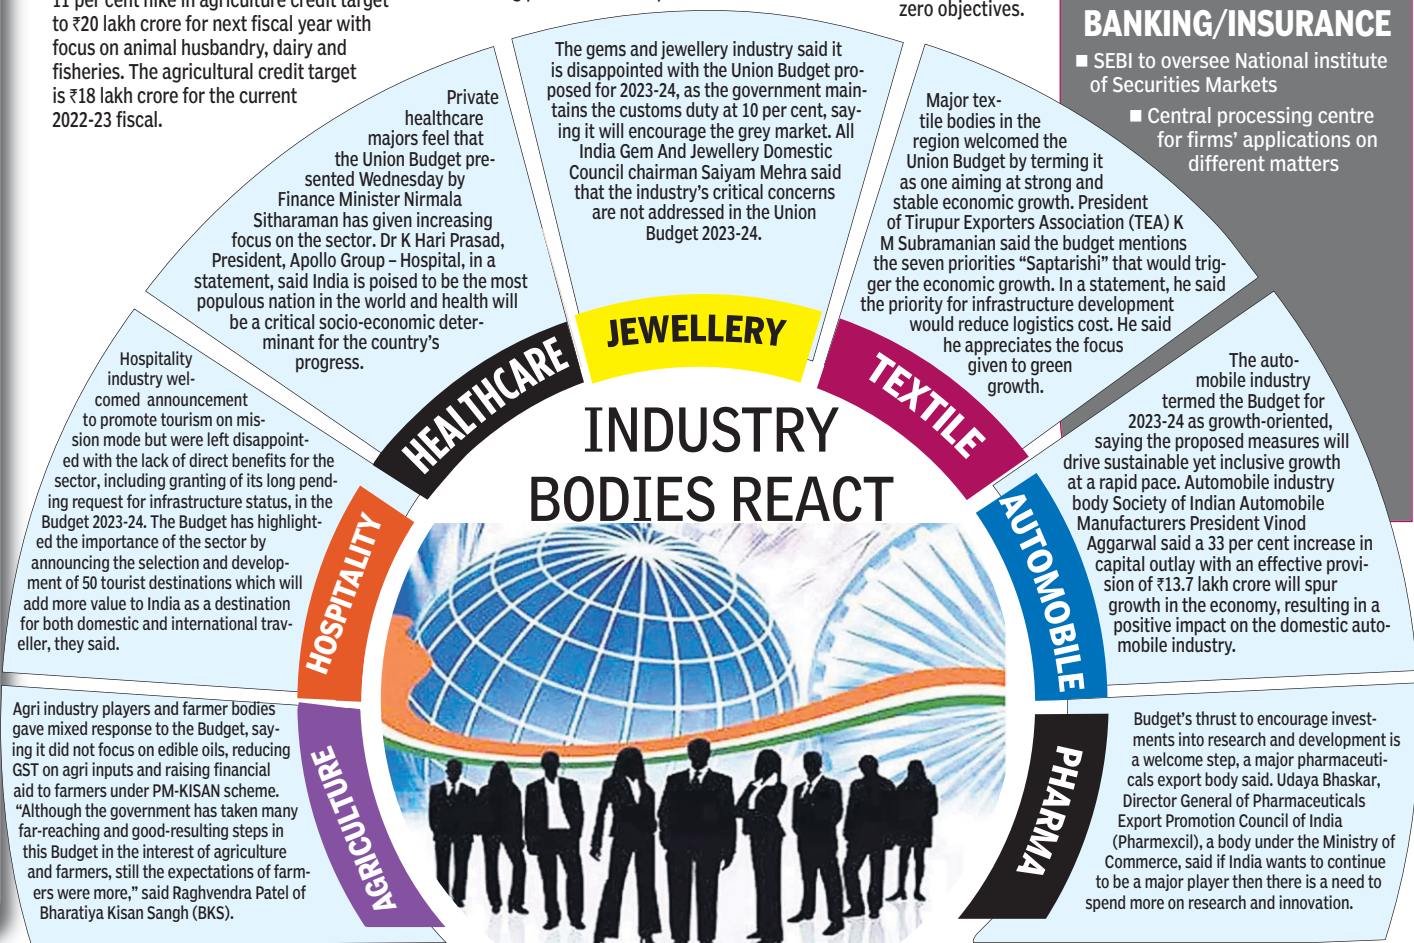 11 per cent hike in agriculture credit target
to ₹20 lakh crore for next fiscal year with
focus on animal husbandry, dairy and
fisheries. The agricultural credit target
is ₹18 lakh crore for the current
2022-23 fiscal.
zero objectives.
BANKING/INSURANCE
■ SEBI to oversee National institute
of Securities Markets
■ Central processing centre
for firms' applications on
different matters
INDUSTRY
BODIES REACT
AGRICULTURE
Agri industry players and farmer bodies
gave mixed response to the Budget, say-
ing it did not focus on edible oils, reducing
GST on agri inputs and raising financial
aid to farmers under PM-KISAN scheme.
“Although the government has taken many
far-reaching and good-resulting steps in
this Budget in the interest of agriculture
and farmers, still the expectations of farm-
ers were more,” said Raghvendra Patel of
Bharatiya Kisan Sangh (BKS).
HOSPITALITY
Hospitality
industry wel-
comed announcement
to promote tourism on mis-
sion mode but were left disappoint-
ed with the lack of direct benefits for the
sector, including granting of its long pend-
ing request for infrastructure status, in the
Budget 2023-24. The Budget has highlight-
ed the importance of the sector by
announcing the selection and develop-
ment of 50 tourist destinations which will
add more value to India as a destination
for both domestic and international trav-
eller, they said.
HEALTHCARE
Private
healthcare
majors feel that
the Union Budget pre-
sented Wednesday by
Finance Minister Nirmala
Sitharaman has given increasing
focus on the sector. Dr K Hari Prasad,
President, Apollo Group – Hospital, in a
statement, said India is poised to be the most
populous nation in the world and health will
be a critical socio-economic deter-
minant for the country's
progress.
JEWELLERY
The gems and jewellery industry said it
is disappointed with the Union Budget pro-
posed for 2023-24, as the government main-
tains the customs duty at 10 per cent, say-
ing it will encourage the grey market. All
India Gem And Jewellery Domestic
Council chairman Saiyam Mehra said
that the industry's critical concerns
are not addressed in the Union
Budget 2023-24.
TEXTILE
Major tex-
tile bodies in the
region welcomed the
Union Budget by terming it
as one aiming at strong and
stable economic growth. President
of Tirupur Exporters Association (TEA) K
M Subramanian said the budget mentions
the seven priorities “Saptarishi” that would trig-
ger the economic growth. In a statement, he said
the priority for infrastructure development
would reduce logistics cost. He said
he appreciates the focus
given to green
growth.
AUTOMOBILE
The auto-
mobile industry
termed the Budget for
2023-24 as growth-oriented,
saying the proposed measures will
drive sustainable yet inclusive growth
at a rapid pace. Automobile industry
body Society of Indian Automobile
Manufacturers President Vinod
Aggarwal said a 33 per cent increase in
capital outlay with an effective provi-
sion of ₹13.7 lakh crore will spur
growth in the economy, resulting in a
positive impact on the domestic auto-
mobile industry.
PHARMA
Budget's thrust to encourage invest-
ments into research and development is
a welcome step, a major pharmaceuti-
cals export body said. Udaya Bhaskar,
Director General of Pharmaceuticals
Export Promotion Council of India
(Pharmexcil), a body under the Ministry of
Commerce, said if India wants to continue
to be a major player then there is a need to
spend more on research and innovation.